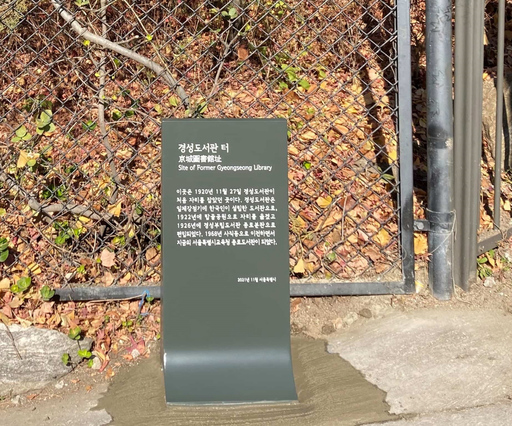 경성도서관 터
京城圖書館址
Site of Former Gyeongseong Library
이곳은 1920년 11월 27일 경성도서관이
처음 자리를 잡았던 곳이다. 경성도서관은
일제강점기에 한국인이 설립한 도서관으로,
1922년에 탑골공원으로 자리를 옮겼고
1926년에 경성부립도서관 종로분관으로
편입되었다. 1968년 사직동으로 이전하면서
지금의 서울특별시교육청 종로도서관이 되었다.
2021년 11월 서울특별시